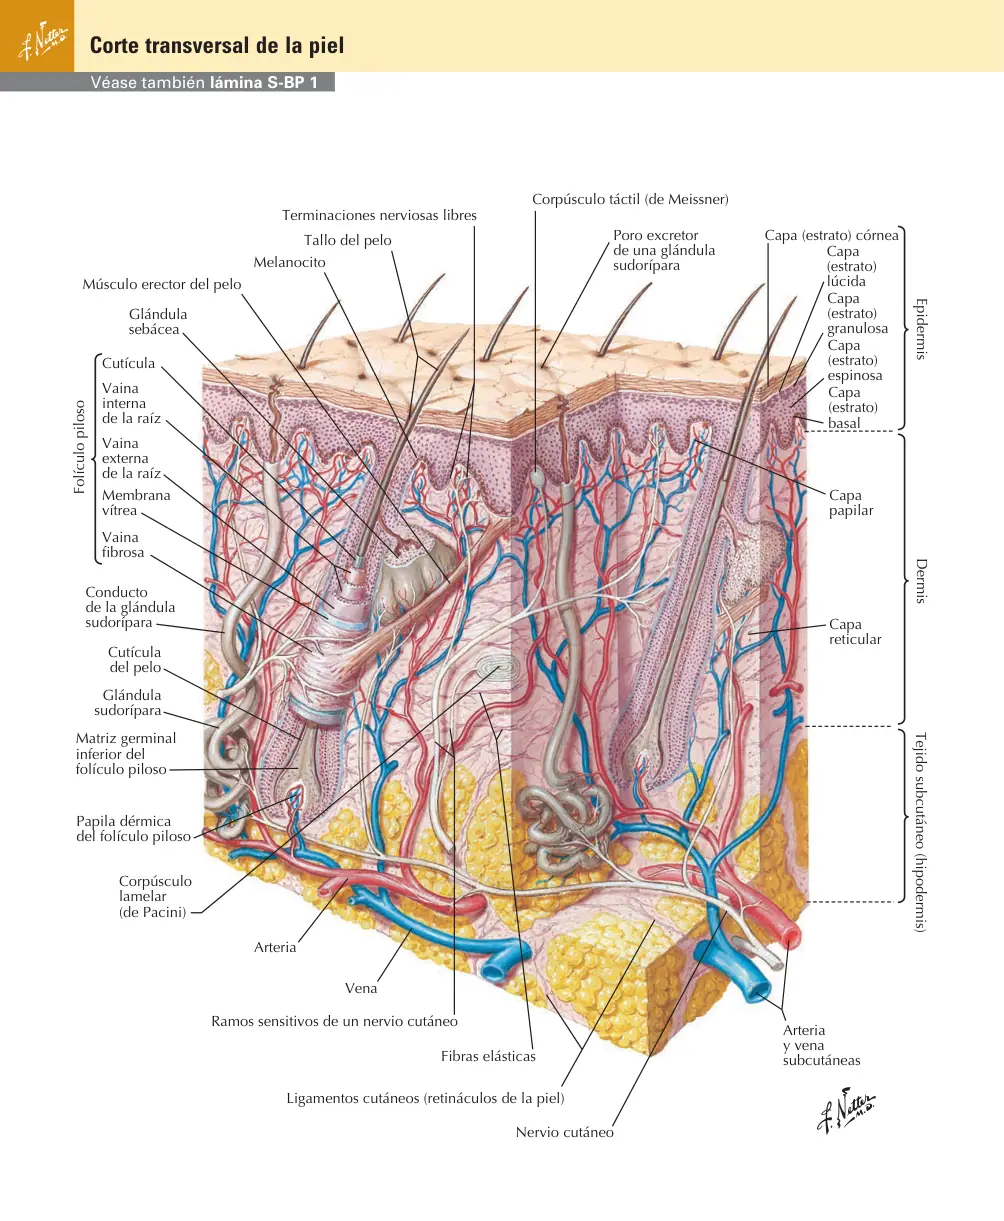 F. Netter M.D.
Corte transversal de la piel
Véase también lámina S-BP 1
Corpúsculo táctil (de Meissner)
Terminaciones nerviosas libres
Tallo del pelo
Melanocito
Músculo erector del pelo
Glándula
sebácea
Poro excretor
de una glándula
sudorípara
Capa (estrato) córnea
Capa
(estrato)
lúcida
Capa
(estrato)
granulosa
Capa
(estrato)
espinosa
Capa
(estrato)
basal
Epidermis
Folículo piloso
Cutícula
Vaina
interna
de la raíz
Vaina
externa
de la raíz
Membrana
vítrea
Vaina
fibrosa
Conducto
de la glándula
sudorípara
Cutícula
del pelo
Glándula
sudorípara
Matriz germinal
inferior del
folículo piloso
Papila dérmica
del folículo piloso
Corpúsculo
lamelar
(de Pacini)
Capa
papilar
Dermis
Capa
reticular
Tejido subcutáneo (hipodermis)
Arteria
Vena
Ramos sensitivos de un nervio cutáneo
Fibras elásticas
Ligamentos cutáneos (retináculos de la piel)
Nervio cutáneo
Arteria
y vena
subcutáneas
F. Netter M.D.